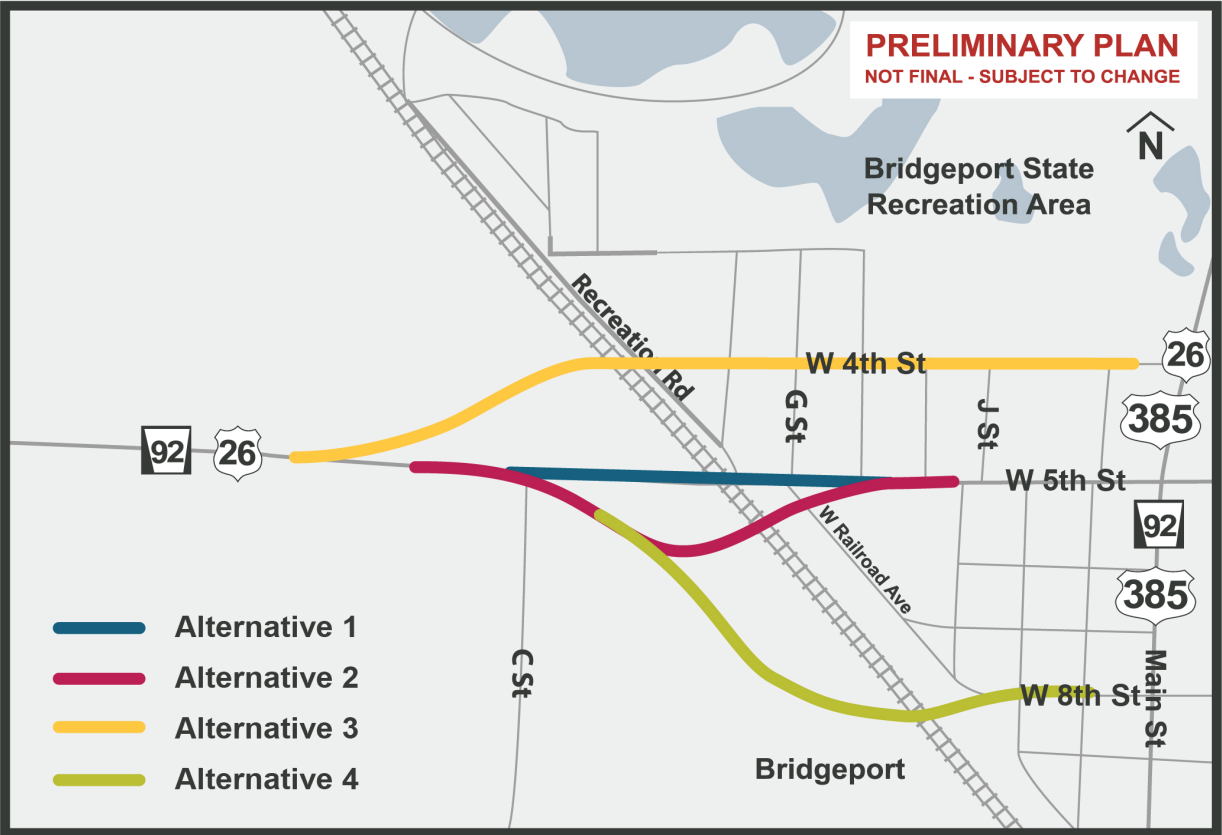 PRELIMINARY PLAN
NOT FINAL - SUBJECT TO CHANGE
N
Bridgeport State
Recreation Area
Recreation Rd
W 4th St
26
385
G St
J St
92
26
W 5th St
92
W Railroad Ave
385
Alternative 1
C St
Main St
Alternative 2
W 8th St
Alternative 3
Bridgeport
Alternative 4